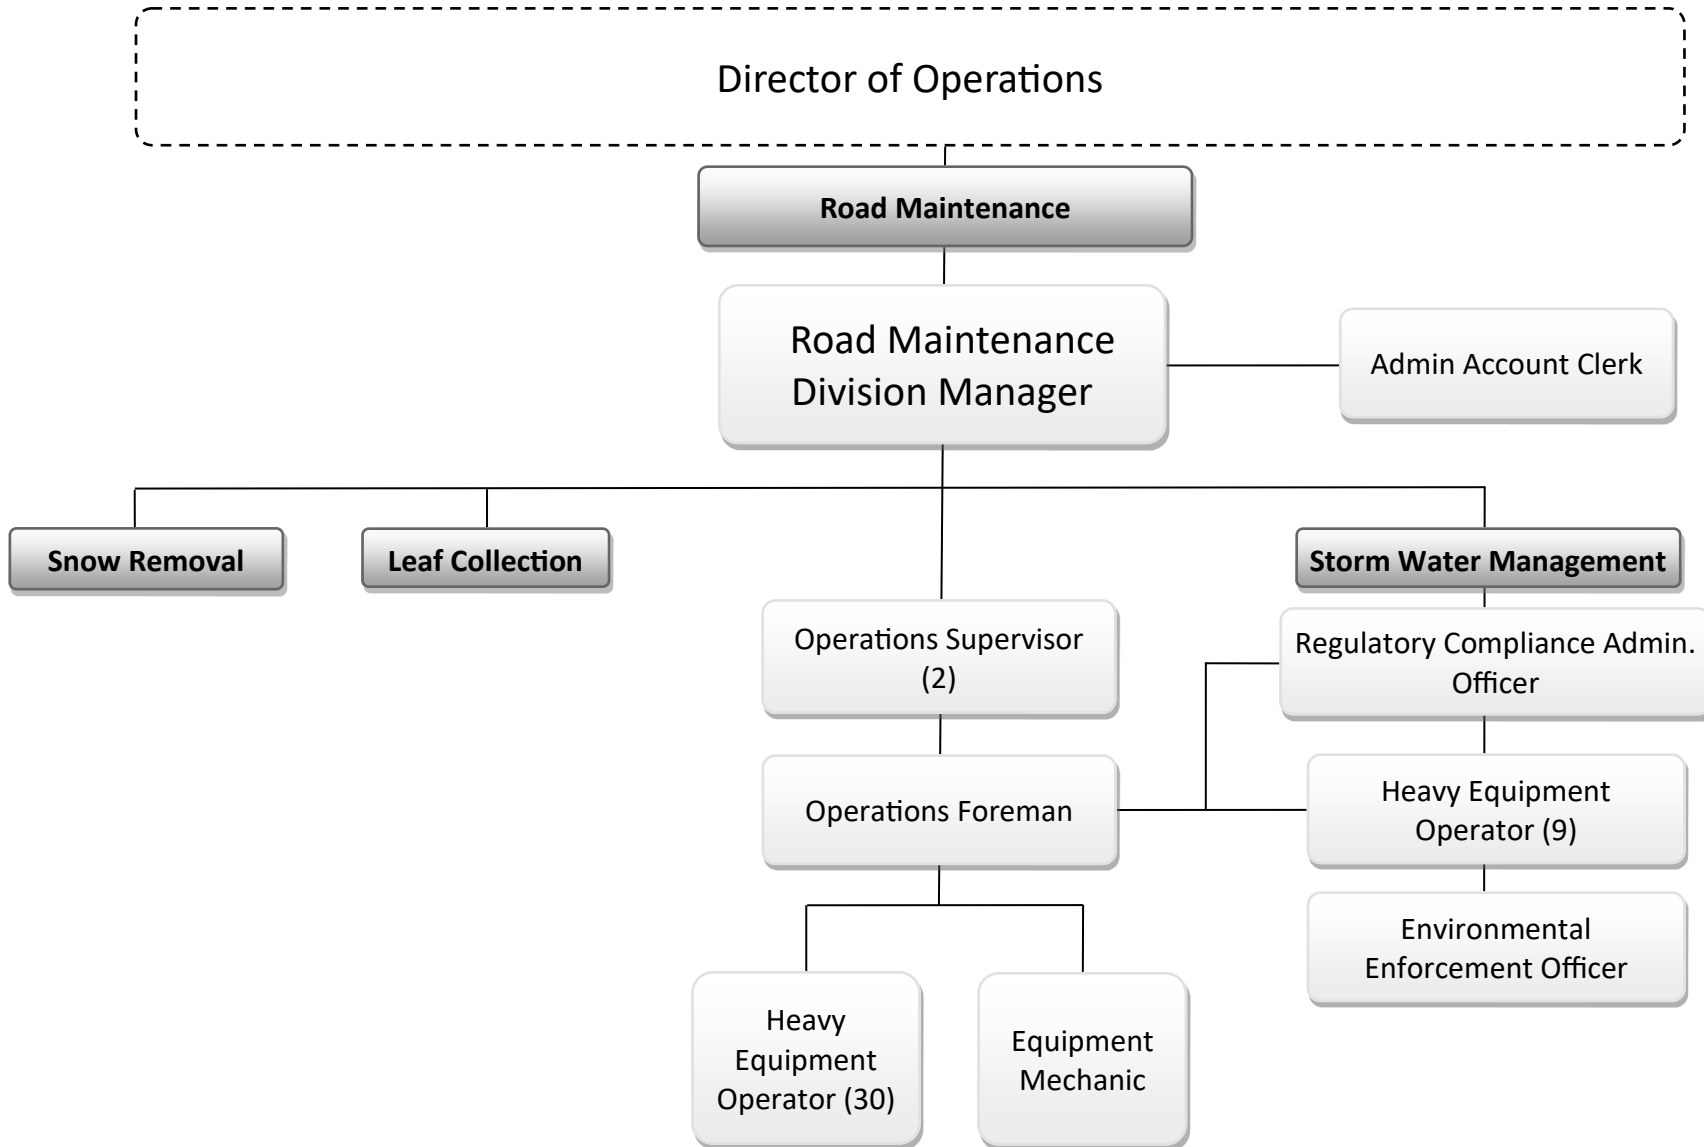 Director of Operations
Road Maintenance
Road Maintenance
Division Manager
Admin Account Clerk
Snow Removal
Leaf Collection
Storm Water Management
Operations Supervisor
(2)
Regulatory Compliance Admin.
Officer
Operations Foreman
Heavy Equipment
Operator (9)
Environmental
Enforcement Officer
Heavy
Equipment
Operator (30)
Equipment
Mechanic